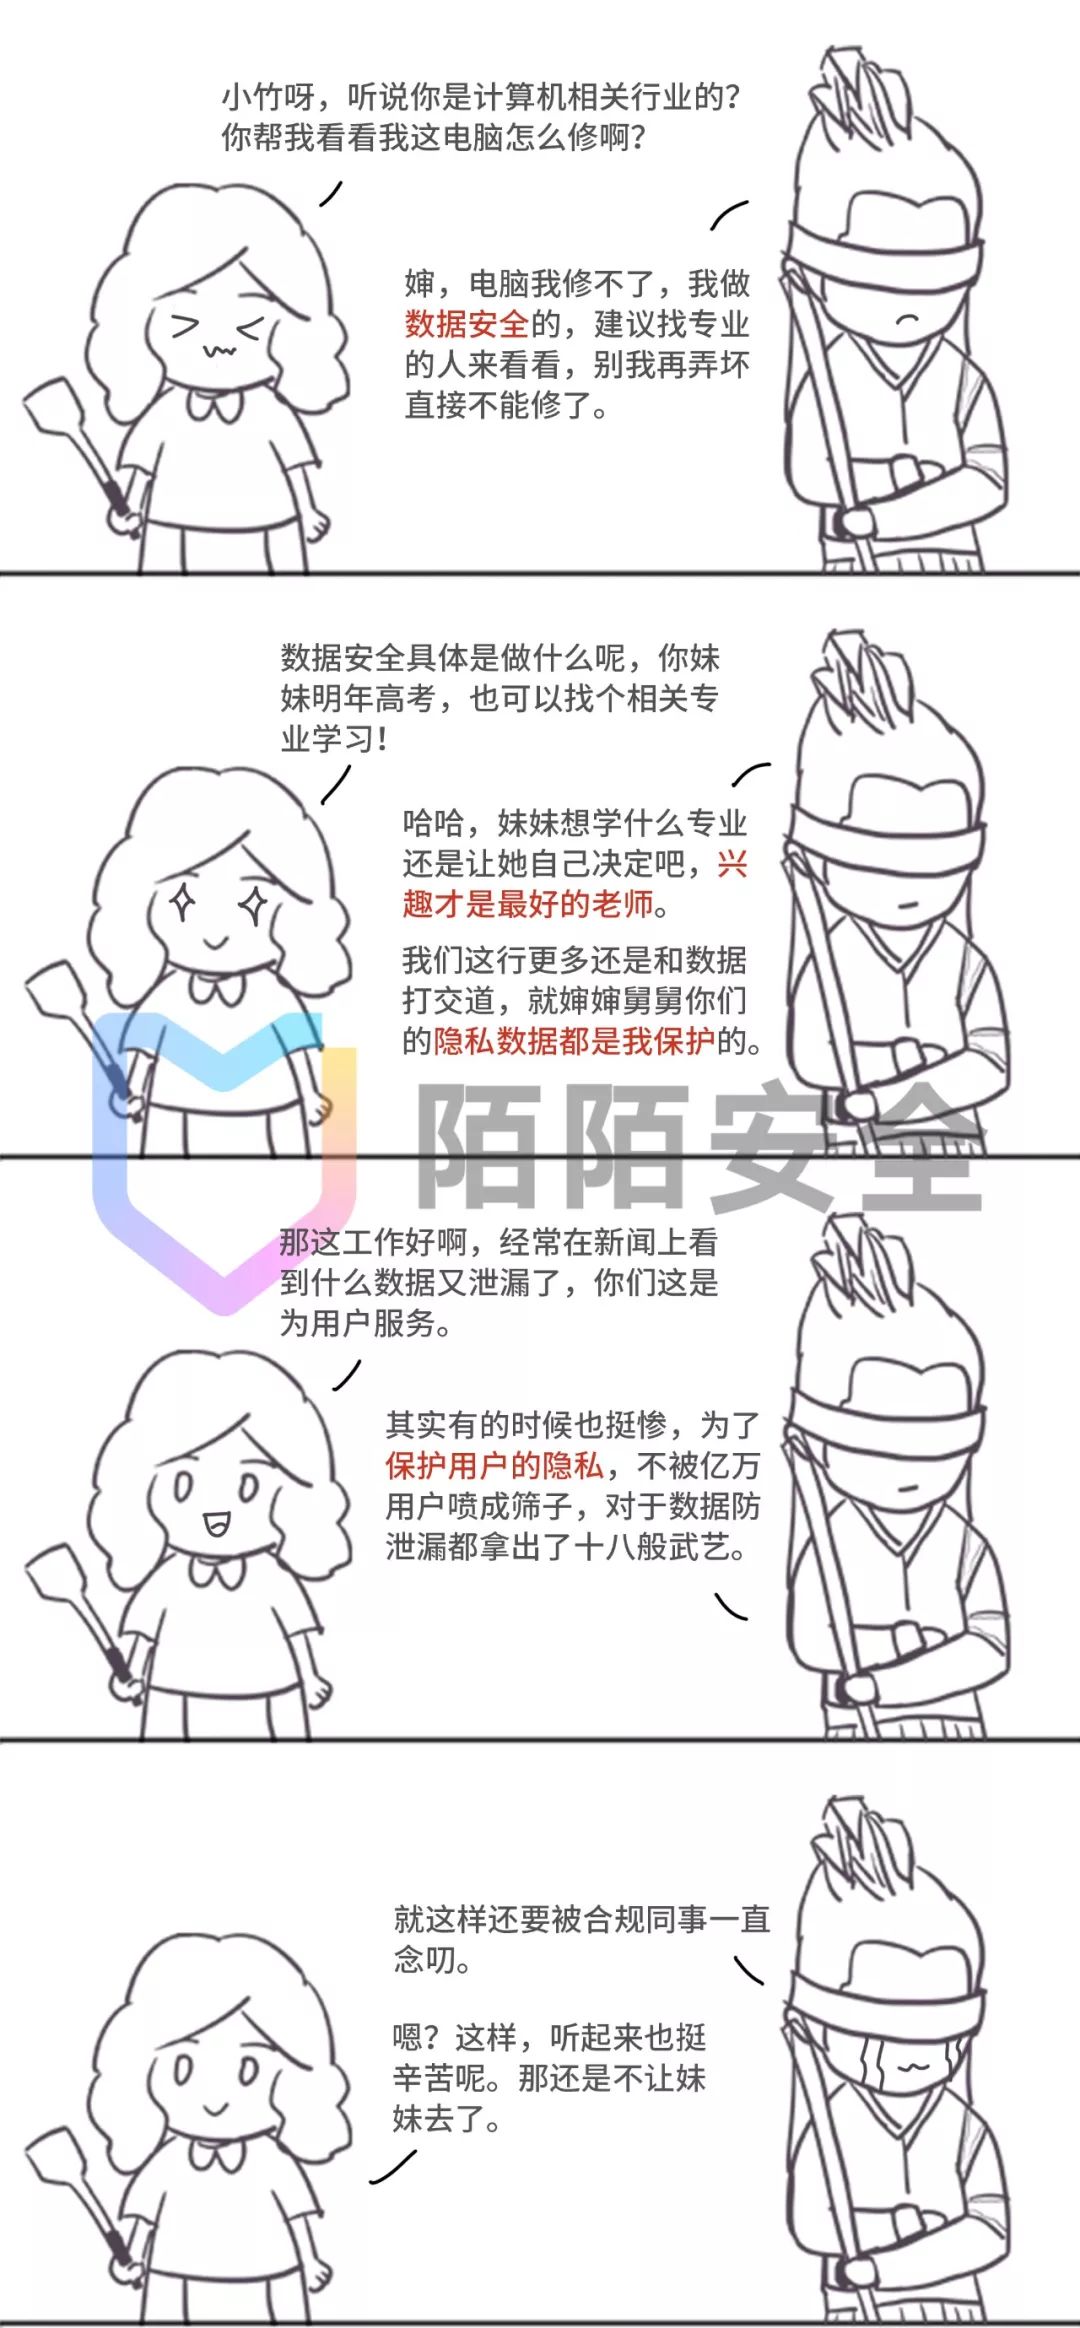 小竹呀，听说你是计算机相关行业的？
你帮我看看我这电脑怎么修啊？
婶，电脑我修不了，我做
数据安全的，建议找专业
的人来看看，别我再弄坏
直接不能修了。
数据安全具体是做什么呢，你妹
妹明年高考，也可以找个相关专
业学习！
哈哈，妹妹想学什么专业
还是让她自己决定吧，兴
趣才是最好的老师。
我们这行更多还是和数据
打交道，就婶婶舅舅你们
的隐私数据都是我保护的。
陌陌安全
那这工作好啊，经常在新闻上看
到什么数据又泄漏了，你们这是
为用户服务。
其实有的时候也挺惨，为了
保护用户的隐私，不被亿万
用户喷成筛子，对于数据防
泄漏都拿出了十八般武艺。
就这样还要被合规同事一直
念叨。
嗯？这样，听起来也挺
辛苦呢。那还是不让妹
妹去了。